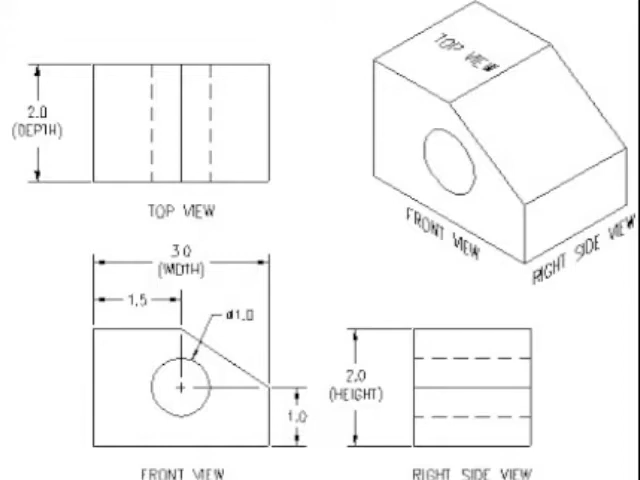 2.0
(DEPTH)
TOP VIEW
TOP VIEW
FRONT VIEW
RIGHT SIDE VIEW
3.0
(WIDTH)
1.5
ø1.0
1.0
FRONT VIEW
2.0
(HEIGHT)
RIGHT SIDE VIEW